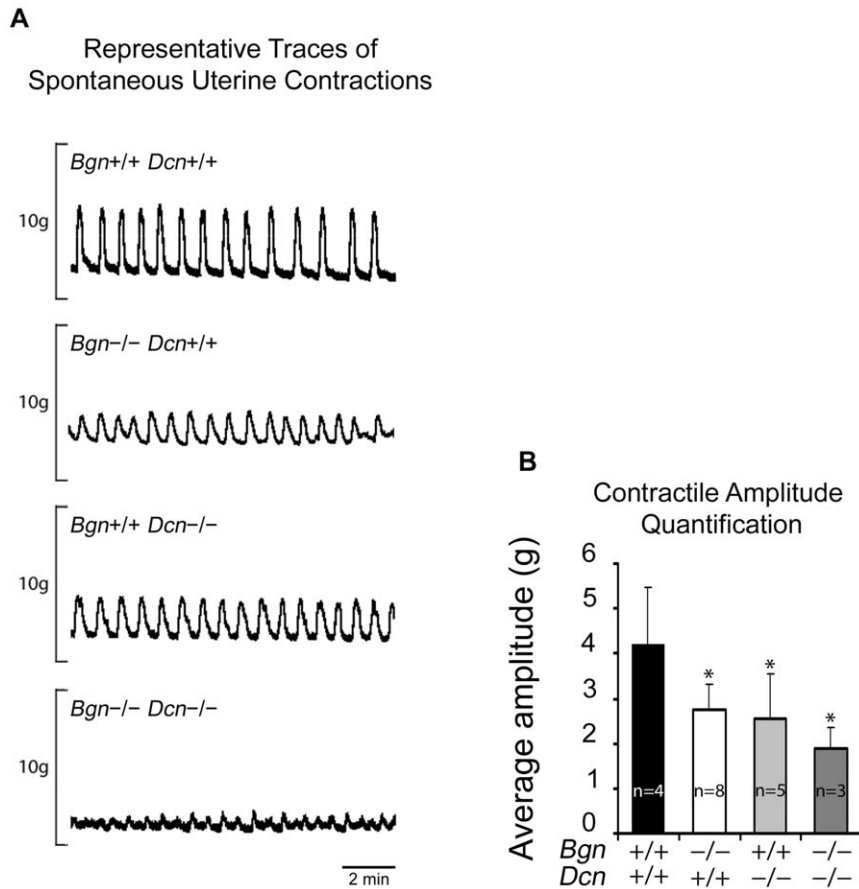 A
Representative Traces of
Spontaneous Uterine Contractions
Bgn+/+ Dcn+/+
10g
Bgn−/− Dcn+/+
10g
Bgn+/+ Dcn−/−
10g
Bgn−/− Dcn−/−
10g
2 min
B
Contractile Amplitude
Quantification
Average amplitude (g)
6
5
4
3
2
1
0
* * *
n=4 n=8 n=5 n=3
Bgn +/+ −/− +/+ −/−
Dcn +/+ +/+ −/− −/−